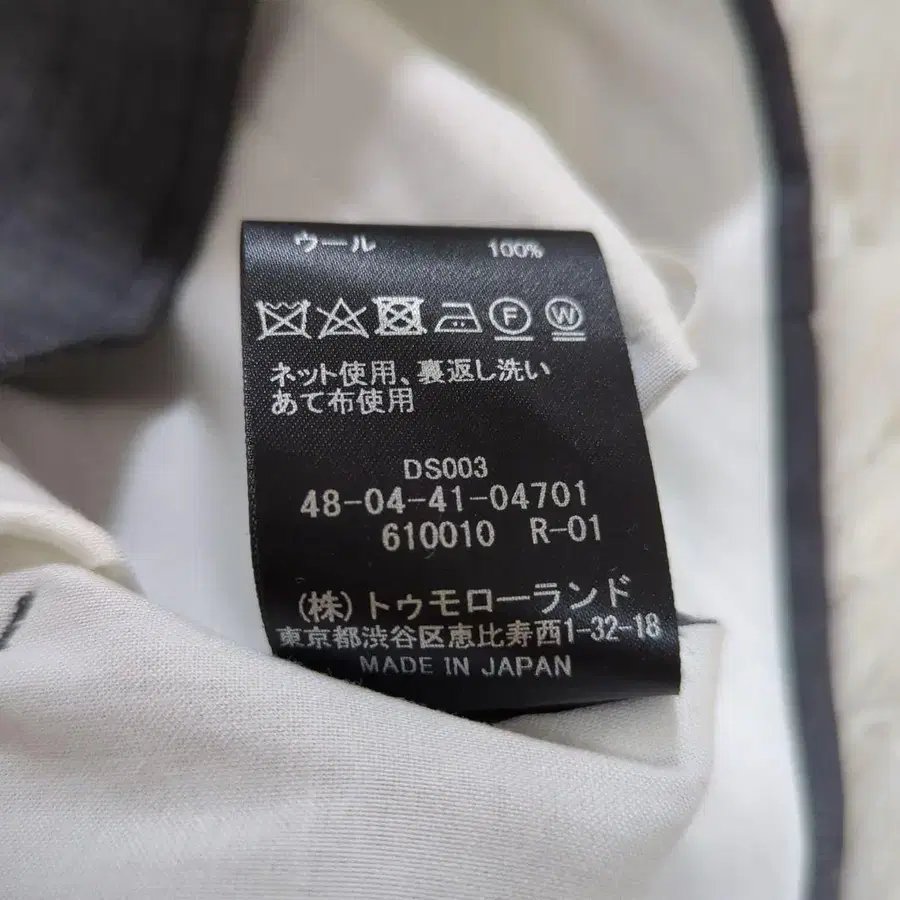 ウール 100%
F W
ネット使用、裏返し洗い
あて布使用
DS003
48-04-41-04701
610010 R-01
(株)トゥモローランド
東京都渋谷区恵比寿西1-32-18
MADE IN JAPAN